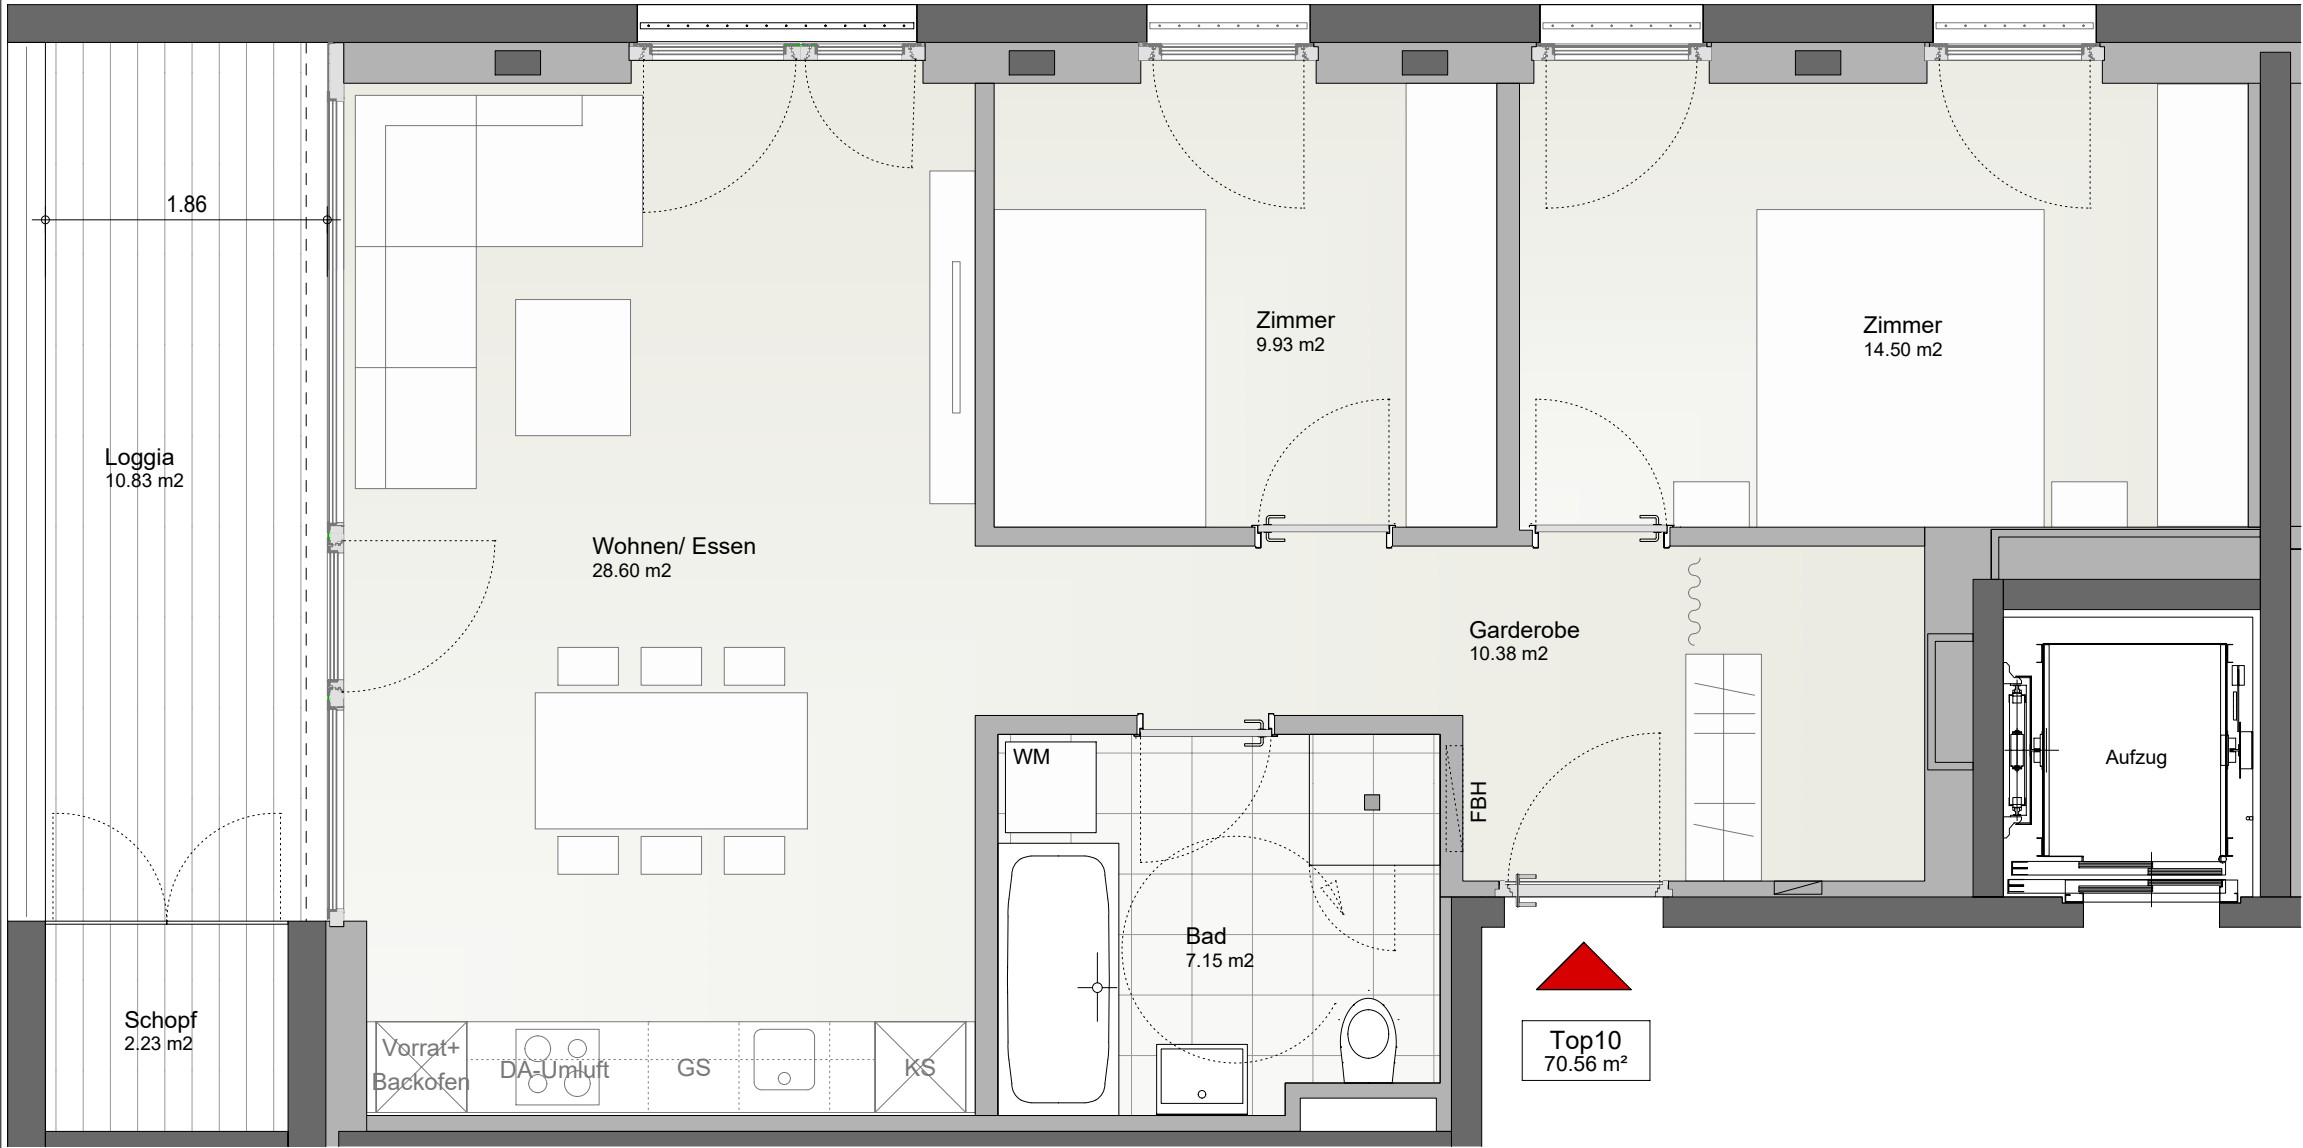 1.86
Zimmer
9.93 m2
Zimmer
14.50 m2
Loggia
10.83 m2
Wohnen/ Essen
28.60 m2
Garderobe
10.38 m2
WM
FBH
Aufzug
8
Bad
7.15 m2
Schopf
2.23 m2
Vorrat+
Backofen
DA-Umluft
GS
KS
Top10
70.56 m²